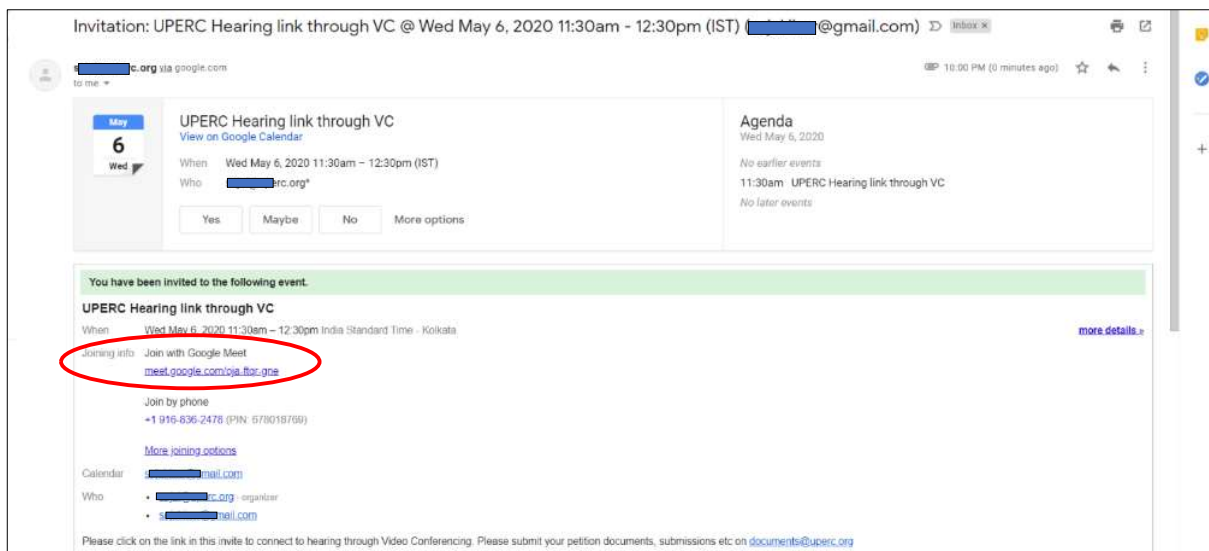 Invitation: UPERC Hearing link through VC @ Wed May 6, 2020 11:30am - 12:30pm (IST) ( @gmail.com) Inbox ×
s c.org via google.com 10:00 PM (0 minutes ago)
to me
May
6
Wed
UPERC Hearing link through VC
View on Google Calendar
When Wed May 6, 2020 11:30am – 12:30pm (IST)
Who erc.org*
Yes Maybe No More options
Agenda
Wed May 6, 2020
No earlier events
11:30am UPERC Hearing link through VC
No later events
You have been invited to the following event.
UPERC Hearing link through VC
When Wed May 6, 2020 11:30am – 12:30pm India Standard Time - Kolkata
more details »
Joining info Join with Google Meet
meet.google.com/oja-ftqr-gne
Join by phone
+1 916-836-2478 (PIN: 678018769)
More joining options
Calendar mail.com
Who • rc.org - organizer
• s mail.com
Please click on the link in this invite to connect to hearing through Video Conferencing. Please submit your petition documents, submissions etc on documents@uperc.org